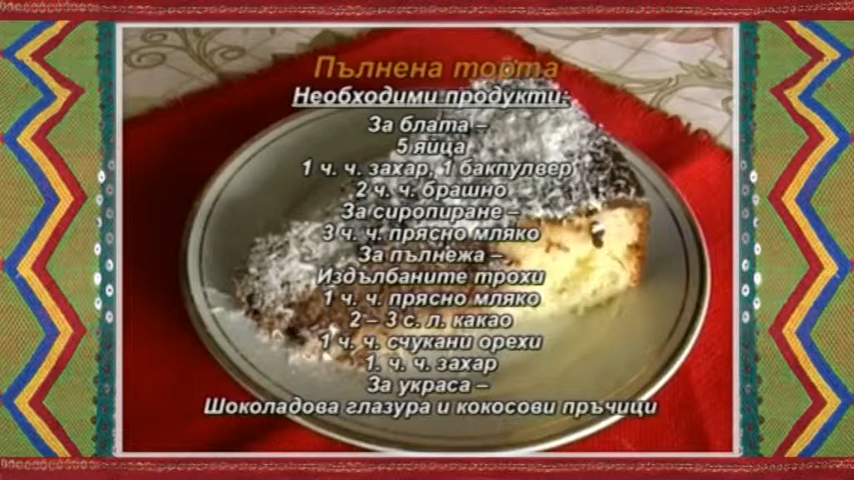 Пълнена торта
Необходими продукти:
За блата –
5 яйца
1 ч. ч. захар, 1 бакпулвер
2 ч. ч. брашно
За сиропиране –
3 ч. ч. прясно мляко
За пълнежа –
Издълбаните трохи
1 ч. ч. прясно мляко
2 – 3 с. л. какао
1 ч. ч. счукани орехи
1. ч. ч. захар
За украса –
Шоколадова глазура и кокосови пръчици